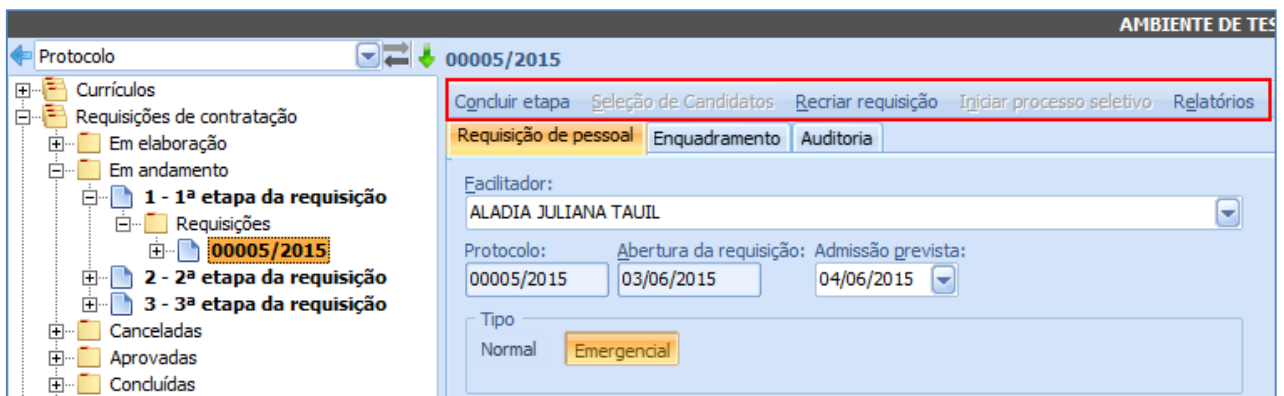 AMBIENTE DE TES
Protocolo
Currículos
Requisições de contratação
Em elaboração
Em andamento
1 - 1ª etapa da requisição
Requisições
00005/2015
2 - 2ª etapa da requisição
3 - 3ª etapa da requisição
Canceladas
Aprovadas
Concluídas
00005/2015
Concluir etapa Seleção de Candidatos Recriar requisição Iniciar processo seletivo Relatórios
Requisição de pessoal Enquadramento Auditoria
Facilitador:
ALADIA JULIANA TAUIL
Protocolo: Abertura da requisição: Admissão prevista:
00005/2015 03/06/2015 04/06/2015
Tipo
Normal Emergencial